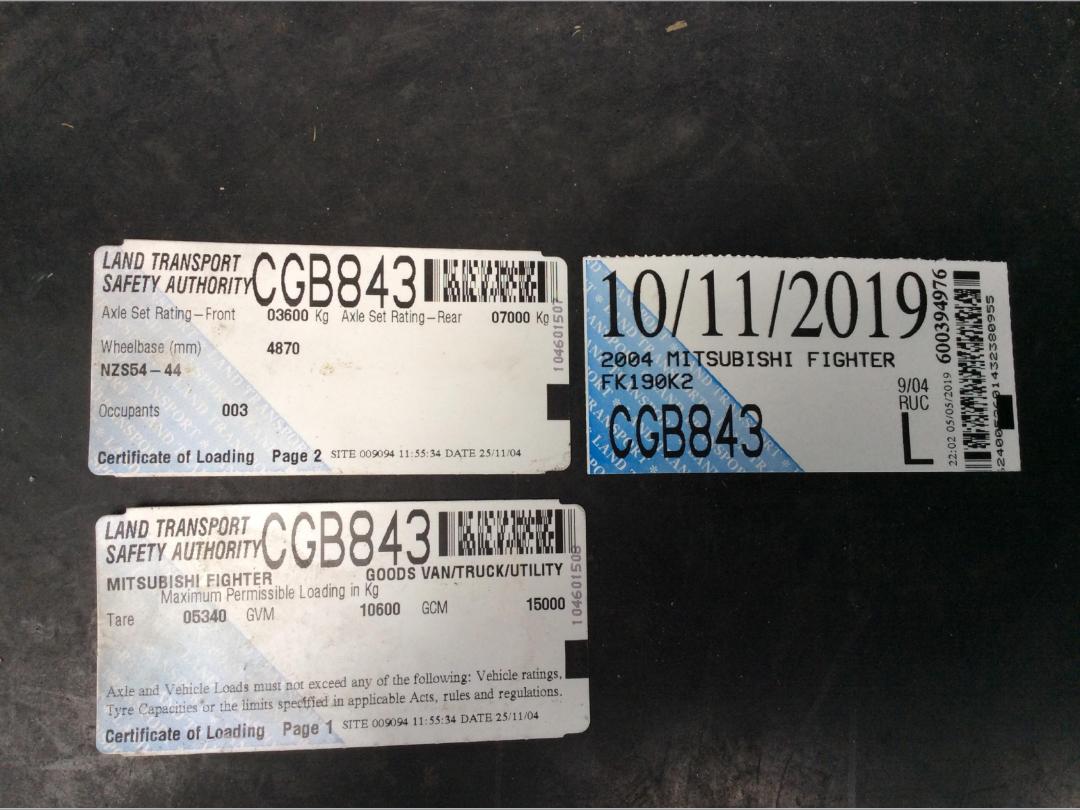 LAND TRANSPORT
SAFETY AUTHORITY CGB843
Axle Set Rating-Front 03600 Kg Axle Set Rating-Rear 07000 Kg
Wheelbase (mm) 4870
NZS54-44
Occupants 003
Certificate of Loading Page 2 SITE 009094 11:55:34 DATE 25/11/04
104601507
10/11/2019
2004 MITSUBISHI FIGHTER
FK190K2
9/04
RUC
CGB843
L
600394976
22:02 05/05/2019
LAND TRANSPORT
SAFETY AUTHORITY CGB843
MITSUBISHI FIGHTER GOODS VAN/TRUCK/UTILITY
Maximum Permissible Loading in Kg
Tare 05340 GVM 10600 GCM 15000
Axle and Vehicle Loads must not exceed any of the following: Vehicle ratings,
Tyre Capacities or the limits specified in applicable Acts, rules and regulations.
Certificate of Loading Page 1 SITE 009094 11:55:34 DATE 25/11/04
104601508